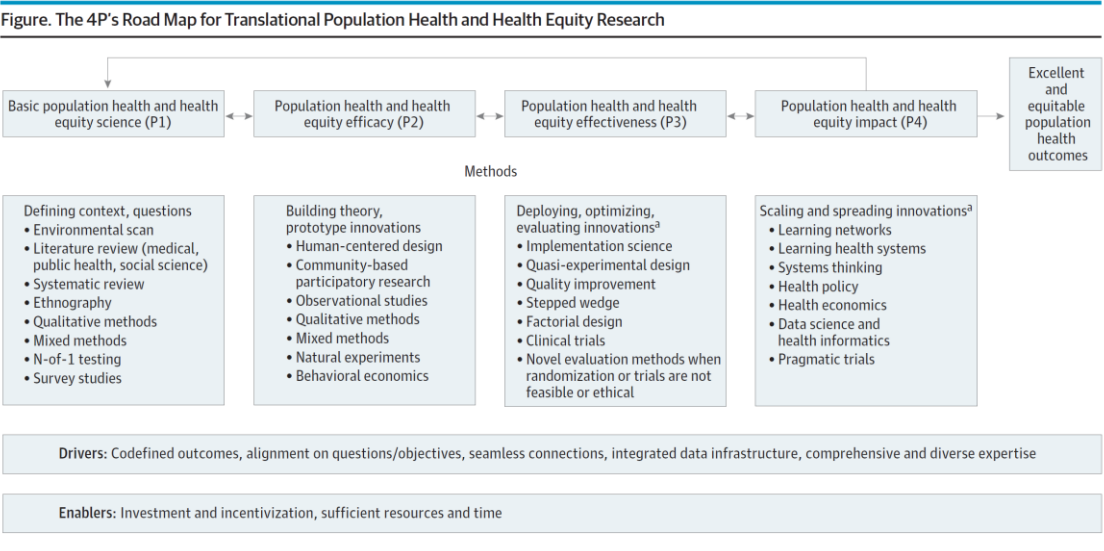 Figure. The 4P's Road Map for Translational Population Health and Health Equity Research
Basic population health and health
equity science (P1)
Population health and health
equity efficacy (P2)
Population health and health
equity effectiveness (P3)
Population health and health
equity impact (P4)
Excellent
and
equitable
population
health
outcomes
Methods
Defining context, questions
• Environmental scan
• Literature review (medical,
public health, social science)
• Systematic review
• Ethnography
• Qualitative methods
• Mixed methods
• N-of-1 testing
• Survey studies
Building theory,
prototype innovations
• Human-centered design
• Community-based
participatory research
• Observational studies
• Qualitative methods
• Mixed methods
• Natural experiments
• Behavioral economics
Deploying, optimizing,
evaluating innovationsᵃ
• Implementation science
• Quasi-experimental design
• Quality improvement
• Stepped wedge
• Factorial design
• Clinical trials
• Novel evaluation methods when
randomization or trials are not
feasible or ethical
Scaling and spreading innovationsᵃ
• Learning networks
• Learning health systems
• Systems thinking
• Health policy
• Health economics
• Data science and
health informatics
• Pragmatic trials
Drivers: Codefined outcomes, alignment on questions/objectives, seamless connections, integrated data infrastructure, comprehensive and diverse expertise
Enablers: Investment and incentivization, sufficient resources and time